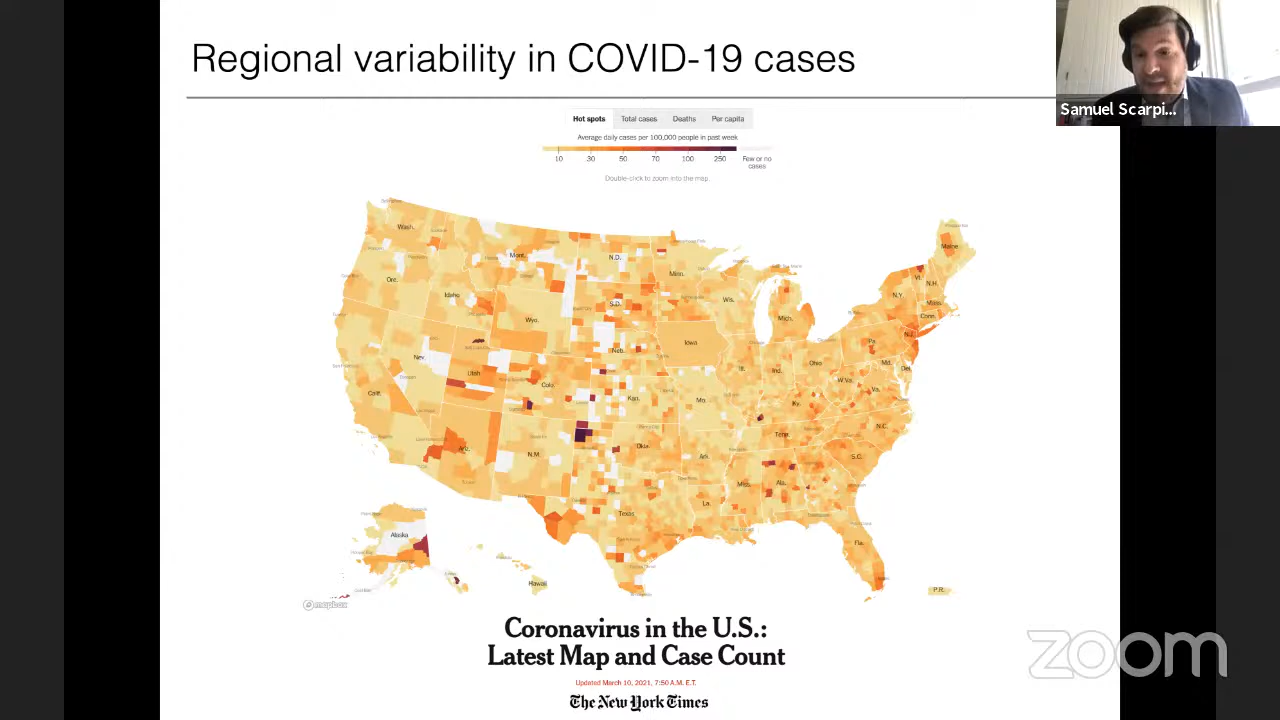 Regional variability in COVID-19 cases
Samuel Scarpi...
Hot spots Total cases Deaths Per capita
Average daily cases per 100,000 people in past week
10 30 50 70 100 250 Few or no cases
Double-click to zoom into the map.
Wash.
Mont.
N.D.
Minn.
Maine
Ore.
Idaho
S.D.
Wis.
Vt.
N.H.
N.Y.
Mass.
Conn.
Wyo.
Mich.
Iowa
Neb.
Pa.
N.J.
Nev.
Utah
Colo.
Ill.
Ind.
Ohio
Md.
Del.
Calif.
Kan.
Mo.
Ky.
W.Va.
Va.
Ariz.
N.M.
Okla.
Ark.
Tenn.
N.C.
S.C.
Miss.
Ala.
Texas
La.
Fla.
Alaska
Hawaii
P.R.
mapbox
Coronavirus in the U.S.:
Latest Map and Case Count
Updated March 10, 2021, 7:50 A.M. E.T.
The New York Times
zoom